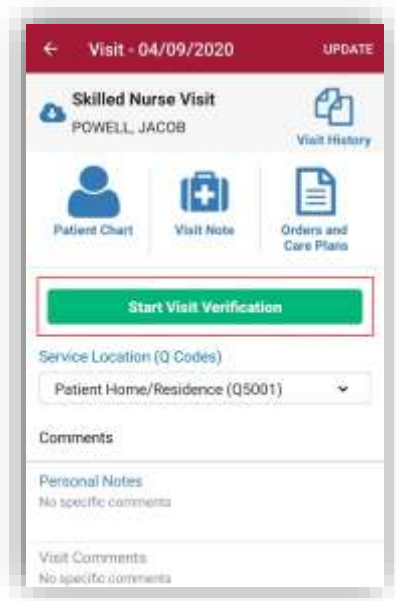 Visit - 04/09/2020 UPDATE
Skilled Nurse Visit
POWELL, JACOB
Visit History
Patient Chart
Visit Note
Orders and
Care Plans
Start Visit Verification
Service Location (Q Codes)
Patient Home/Residence (Q5001)
Comments
Personal Notes
No specific comments
Visit Comments
No specific comments